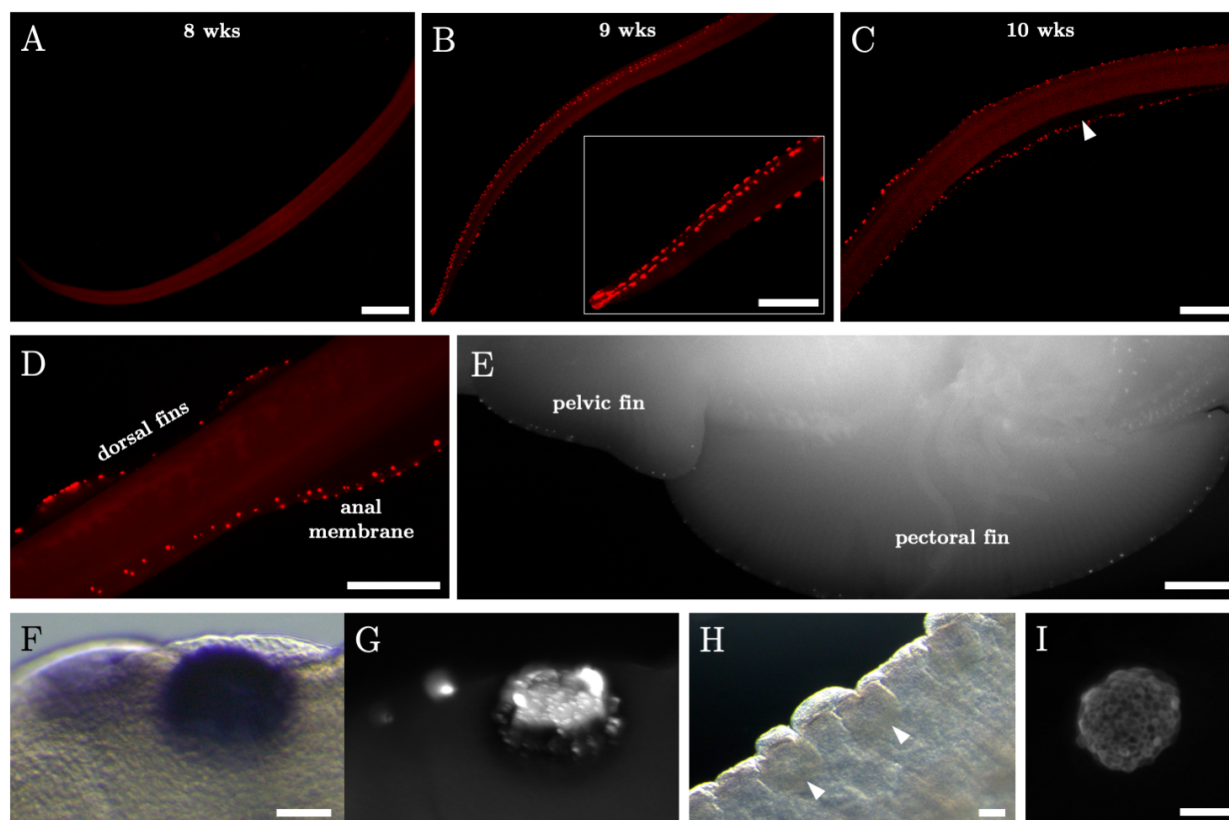 A
8 wks
B
9 wks
C
10 wks
D
dorsal fins
anal
membrane
E
pelvic fin
pectoral fin
F
G
H
I